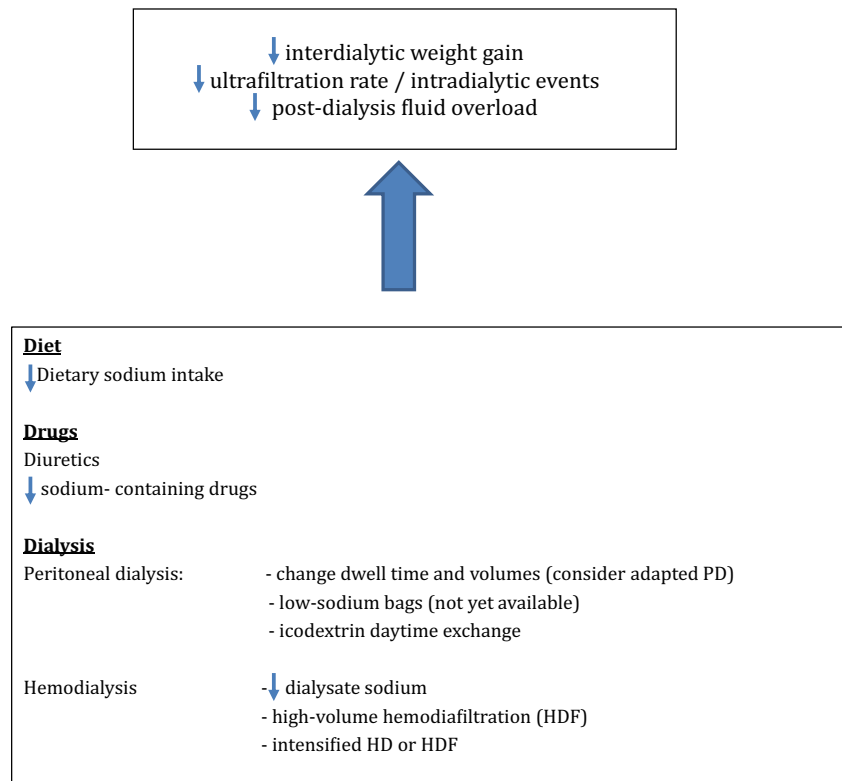 interdialytic weight gain
ultrafiltration rate / intradialytic events
post-dialysis fluid overload
Diet
Dietary sodium intake
Drugs
Diuretics
sodium- containing drugs
Dialysis
Peritoneal dialysis: - change dwell time and volumes (consider adapted PD)
- low-sodium bags (not yet available)
- icodextrin daytime exchange
Hemodialysis - dialysate sodium
- high-volume hemodiafiltration (HDF)
- intensified HD or HDF